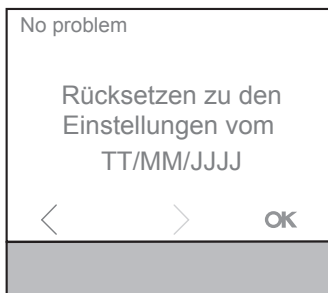 No problem
Rücksetzen zu den
Einstellungen vom
TT/MM/JJJJ
< > OK